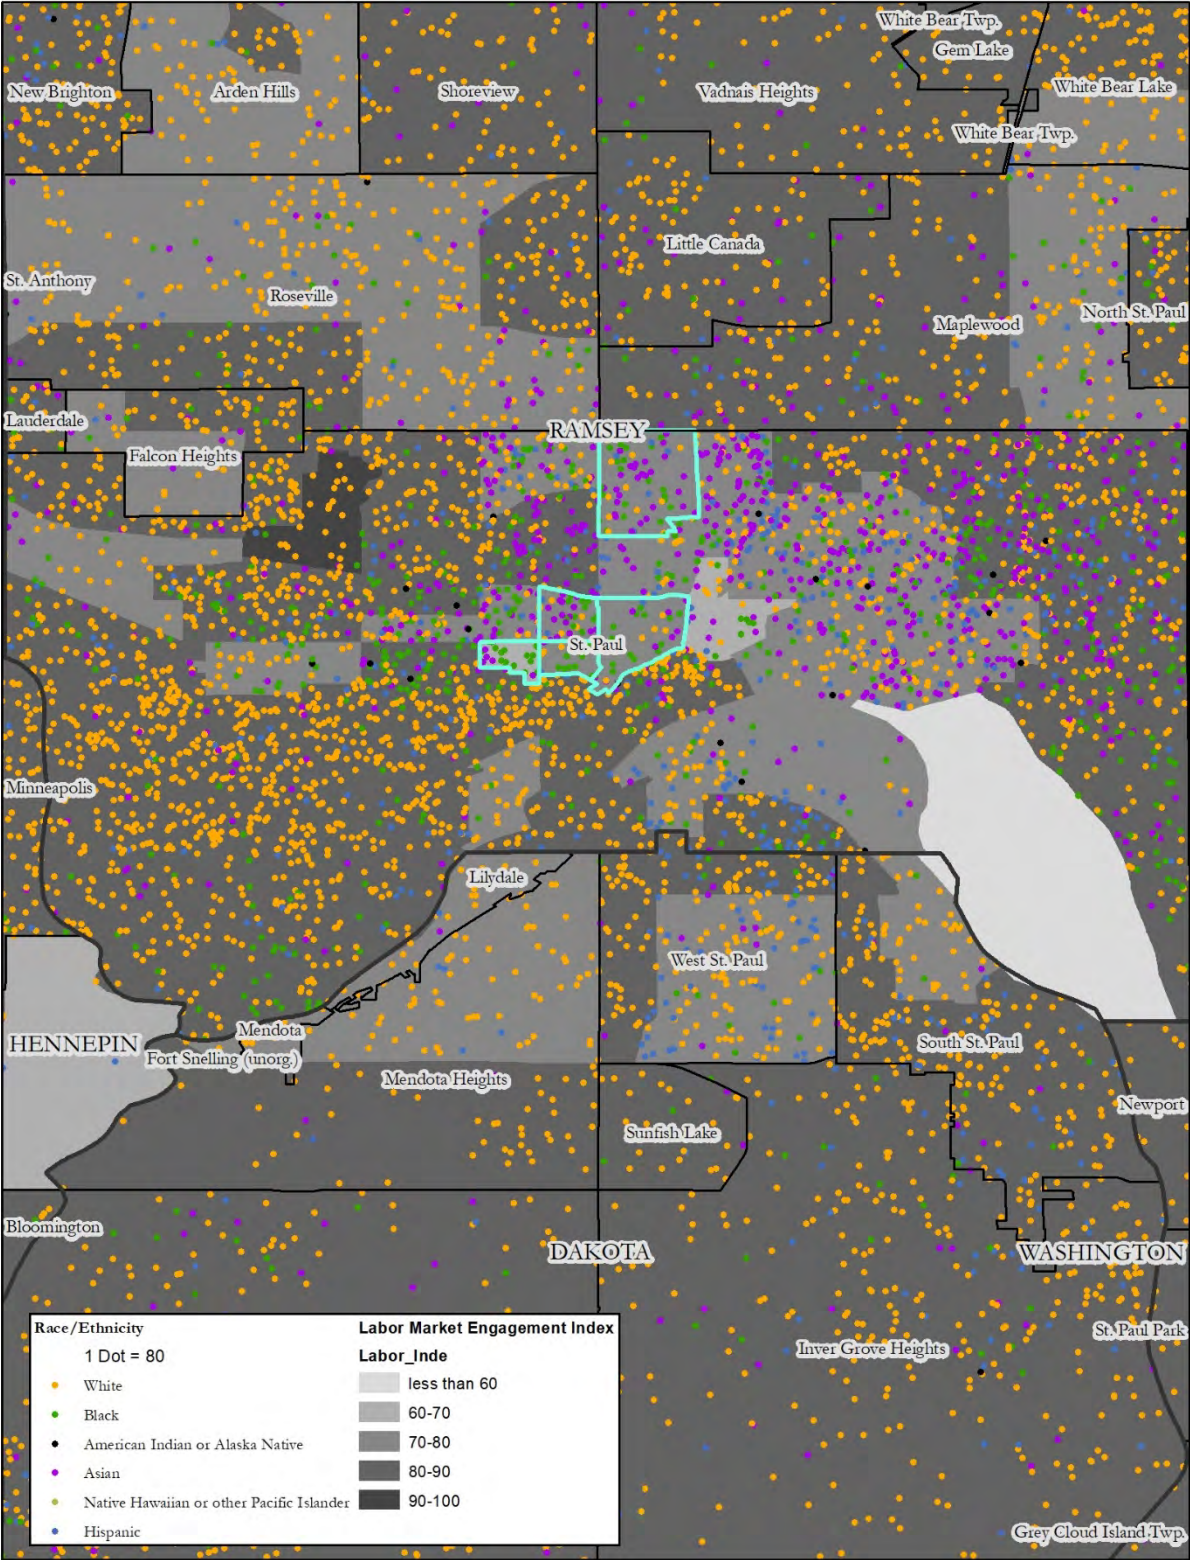 White Bear Twp.
Gem Lake
New Brighton
Arden Hills
Shoreview
Vadnais Heights
White Bear Lake
White Bear Twp.
Little Canada
St. Anthony
Roseville
Maplewood
North St. Paul
Lauderdale
RAMSEY
Falcon Heights
St. Paul
Minneapolis
Lilydale
West St. Paul
HENNEPIN
Mendota
South St. Paul
Fort Snelling (unorg.)
Mendota Heights
Newport
Sunfish Lake
Bloomington
DAKOTA
WASHINGTON
St. Paul Park
Inver Grove Heights
Grey Cloud Island Twp.
Race/Ethnicity
1 Dot = 80
White
Black
American Indian or Alaska Native
Asian
Native Hawaiian or other Pacific Islander
Hispanic
Labor Market Engagement Index
Labor_Inde
less than 60
60-70
70-80
80-90
90-100